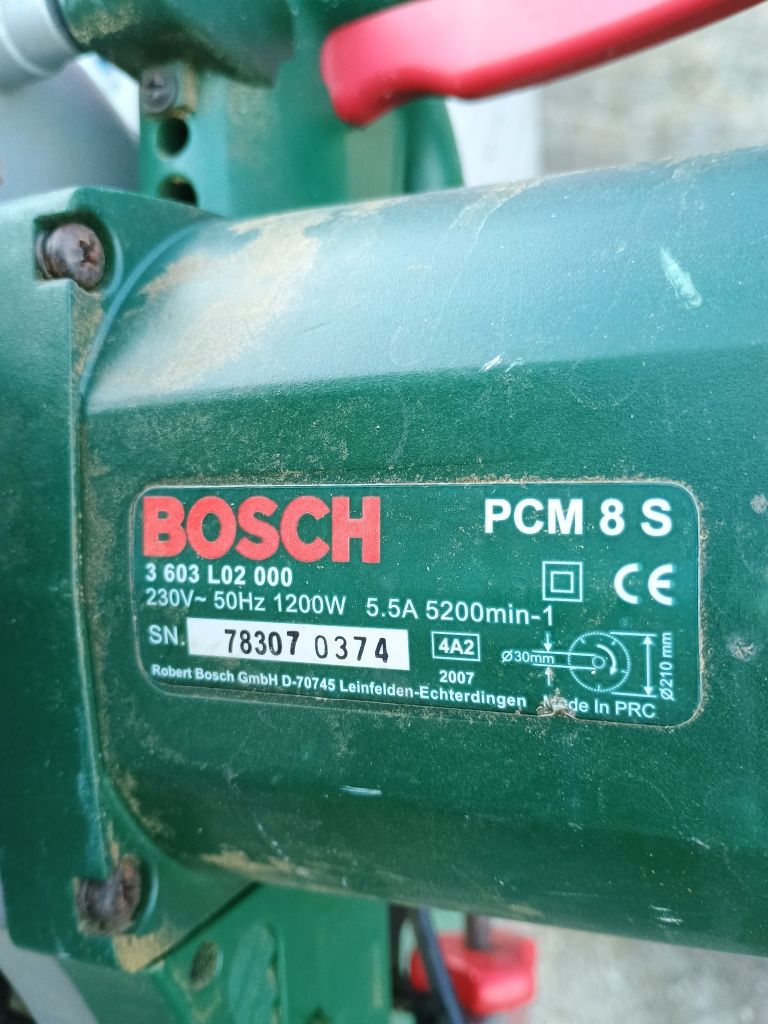 BOSCH PCM 8 S
3 603 L02 000
CE
230V~ 50Hz 1200W 5.5A 5200min-1
SN. 78307 0374 4A2 Ø30mm Ø210 mm
2007
Robert Bosch GmbH D-70745 Leinfelden-Echterdingen Made In PRC